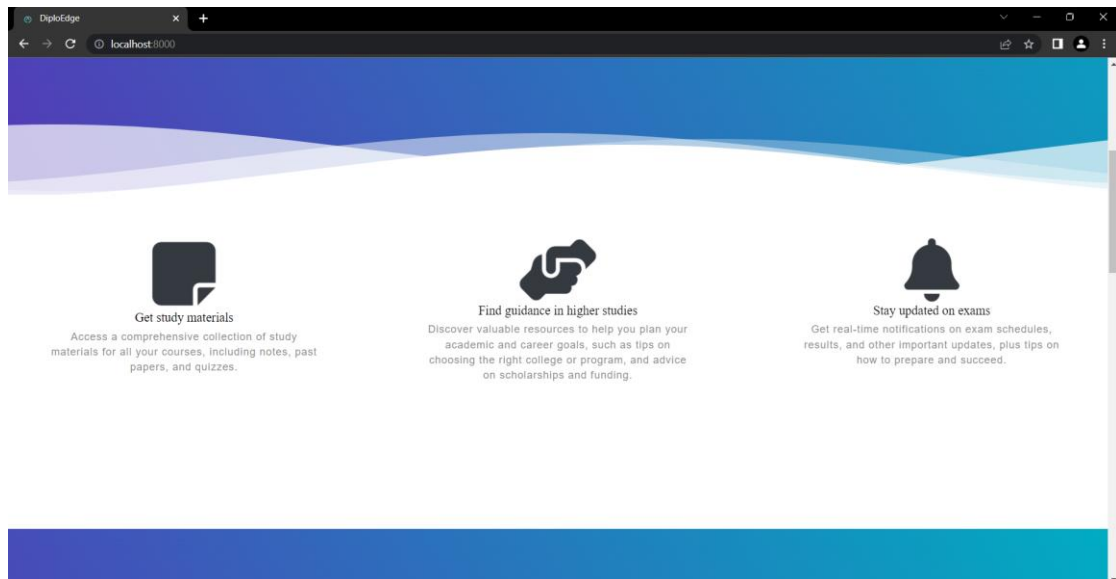 DiploEdge
localhost:8000
Get study materials
Access a comprehensive collection of study
materials for all your courses, including notes, past
papers, and quizzes.
Find guidance in higher studies
Discover valuable resources to help you plan your
academic and career goals, such as tips on
choosing the right college or program, and advice
on scholarships and funding.
Stay updated on exams
Get real-time notifications on exam schedules,
results, and other important updates, plus tips on
how to prepare and succeed.